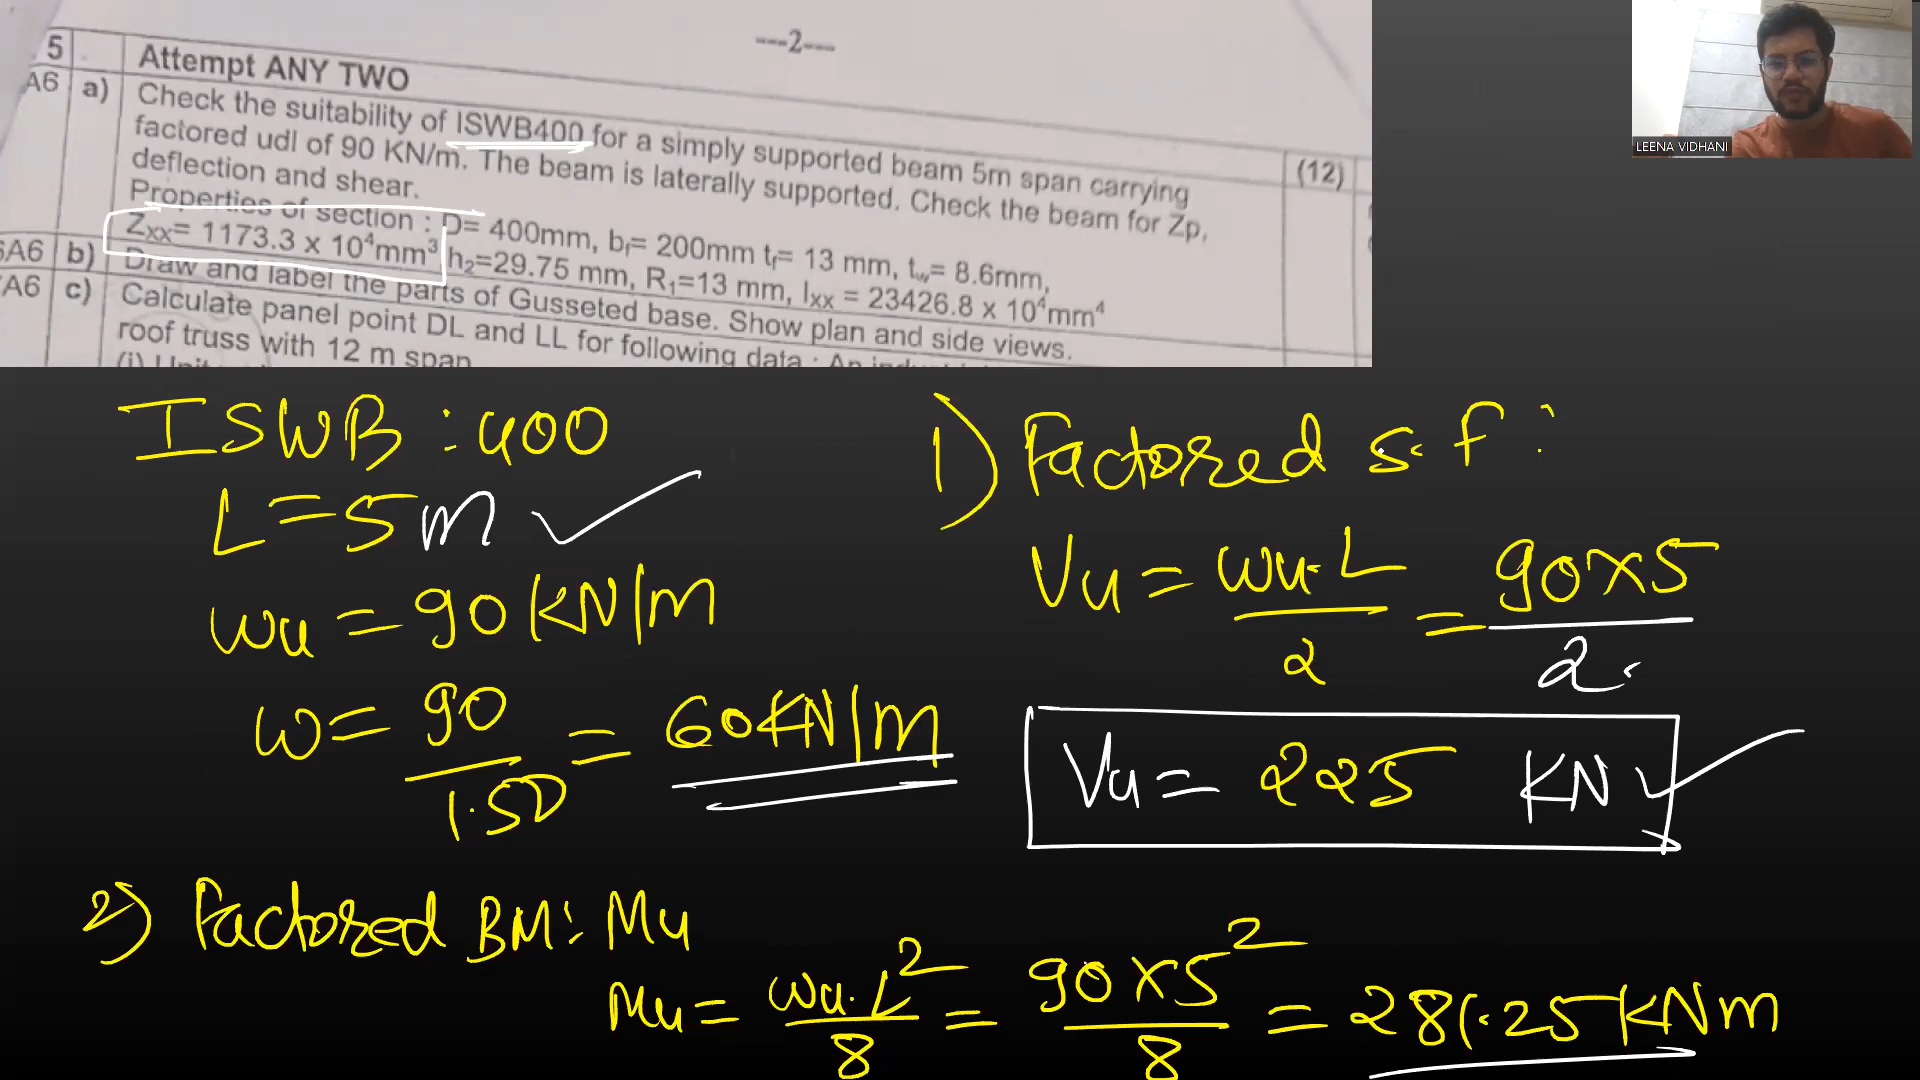 ---2---
5 Attempt ANY TWO
A6 a) Check the suitability of ISWB400 for a simply supported beam 5m span carrying (12)
factored udl of 90 KN/m. The beam is laterally supported. Check the beam for Zp,
deflection and shear.
Properties of section : D= 400mm, bf= 200mm tf= 13 mm, tw= 8.6mm,
Zxx= 1173.3 x 10⁴mm³ h₂=29.75 mm, R₁=13 mm, Ixx = 23426.8 x 10⁴mm⁴
A6 b) Draw and label the parts of Gusseted base. Show plan and side views.
A6 c) Calculate panel point DL and LL for following data :
roof truss with 12 m span
LEENA VIDHANI
ISWB : 400
L = 5m
wu = 90 KN/m
w = 90/1.50 = 60KN/m
1) Factored S.F :
Vu = wu.L/2 = 90x5/2
Vu = 225 KN
2) Factored BM : Mu
Mu = wu.L²/8 = 90x5²/8 = 281.25 KNm